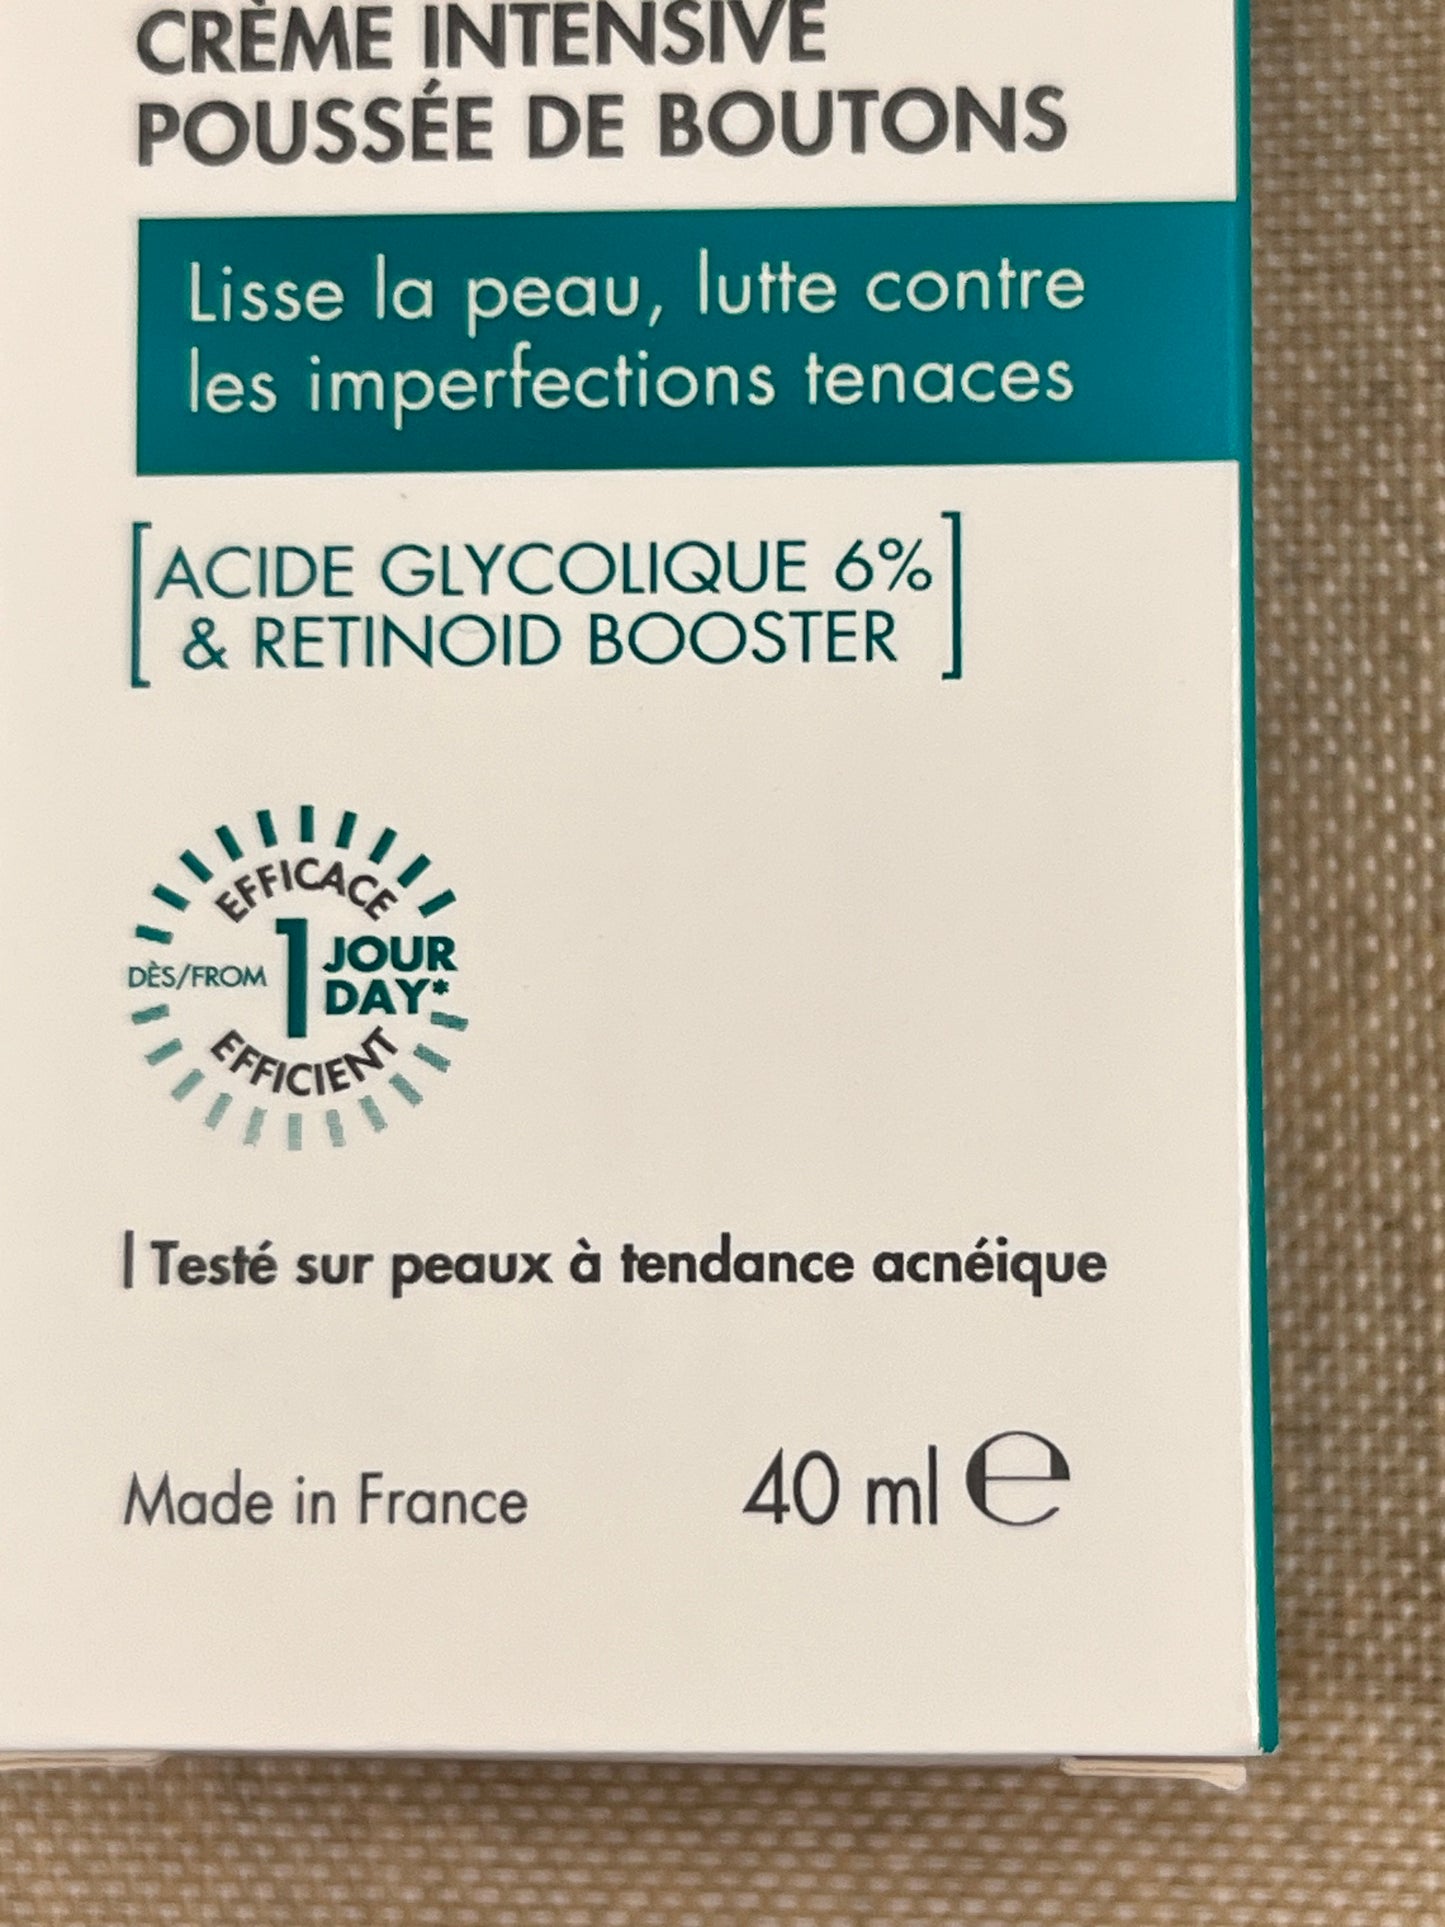 CRÈME INTENSIVE
POUSSÉE DE BOUTONS
Lisse la peau, lutte contre
les imperfections tenaces
[ACIDE GLYCOLIQUE 6%
& RETINOID BOOSTER]
EFFICACE
DÈS/FROM 1 JOUR
DAY*
EFFICIENT
| Testé sur peaux à tendance acnéique
Made in France 40 ml ℮